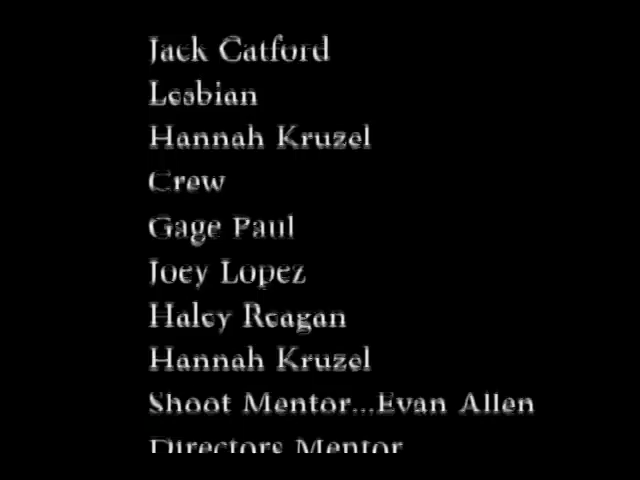 Jack Catford
Lesbian
Hannah Kruzel
Crew
Gage Paul
Joey Lopez
Haley Reagan
Hannah Kruzel
Shoot Mentor...Evan Allen
Directors Mentor